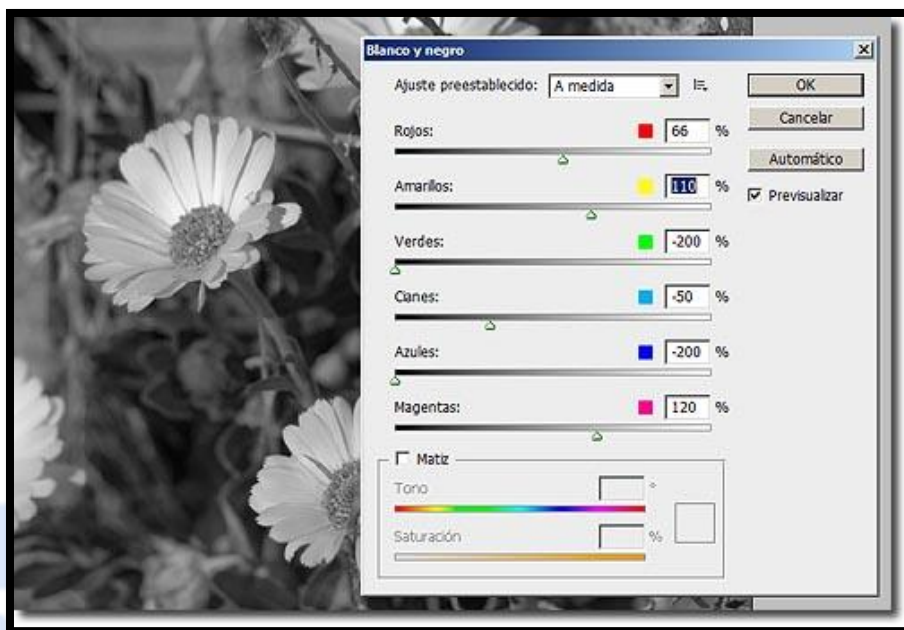 Blanco y negro
Ajuste preestablecido: A medida
OK
Cancelar
Automático
Previsualizar
Rojos: 66 %
Amarillos: 110 %
Verdes: -200 %
Cianes: -50 %
Azules: -200 %
Magentas: 120 %
Matiz
Tono °
Saturación %